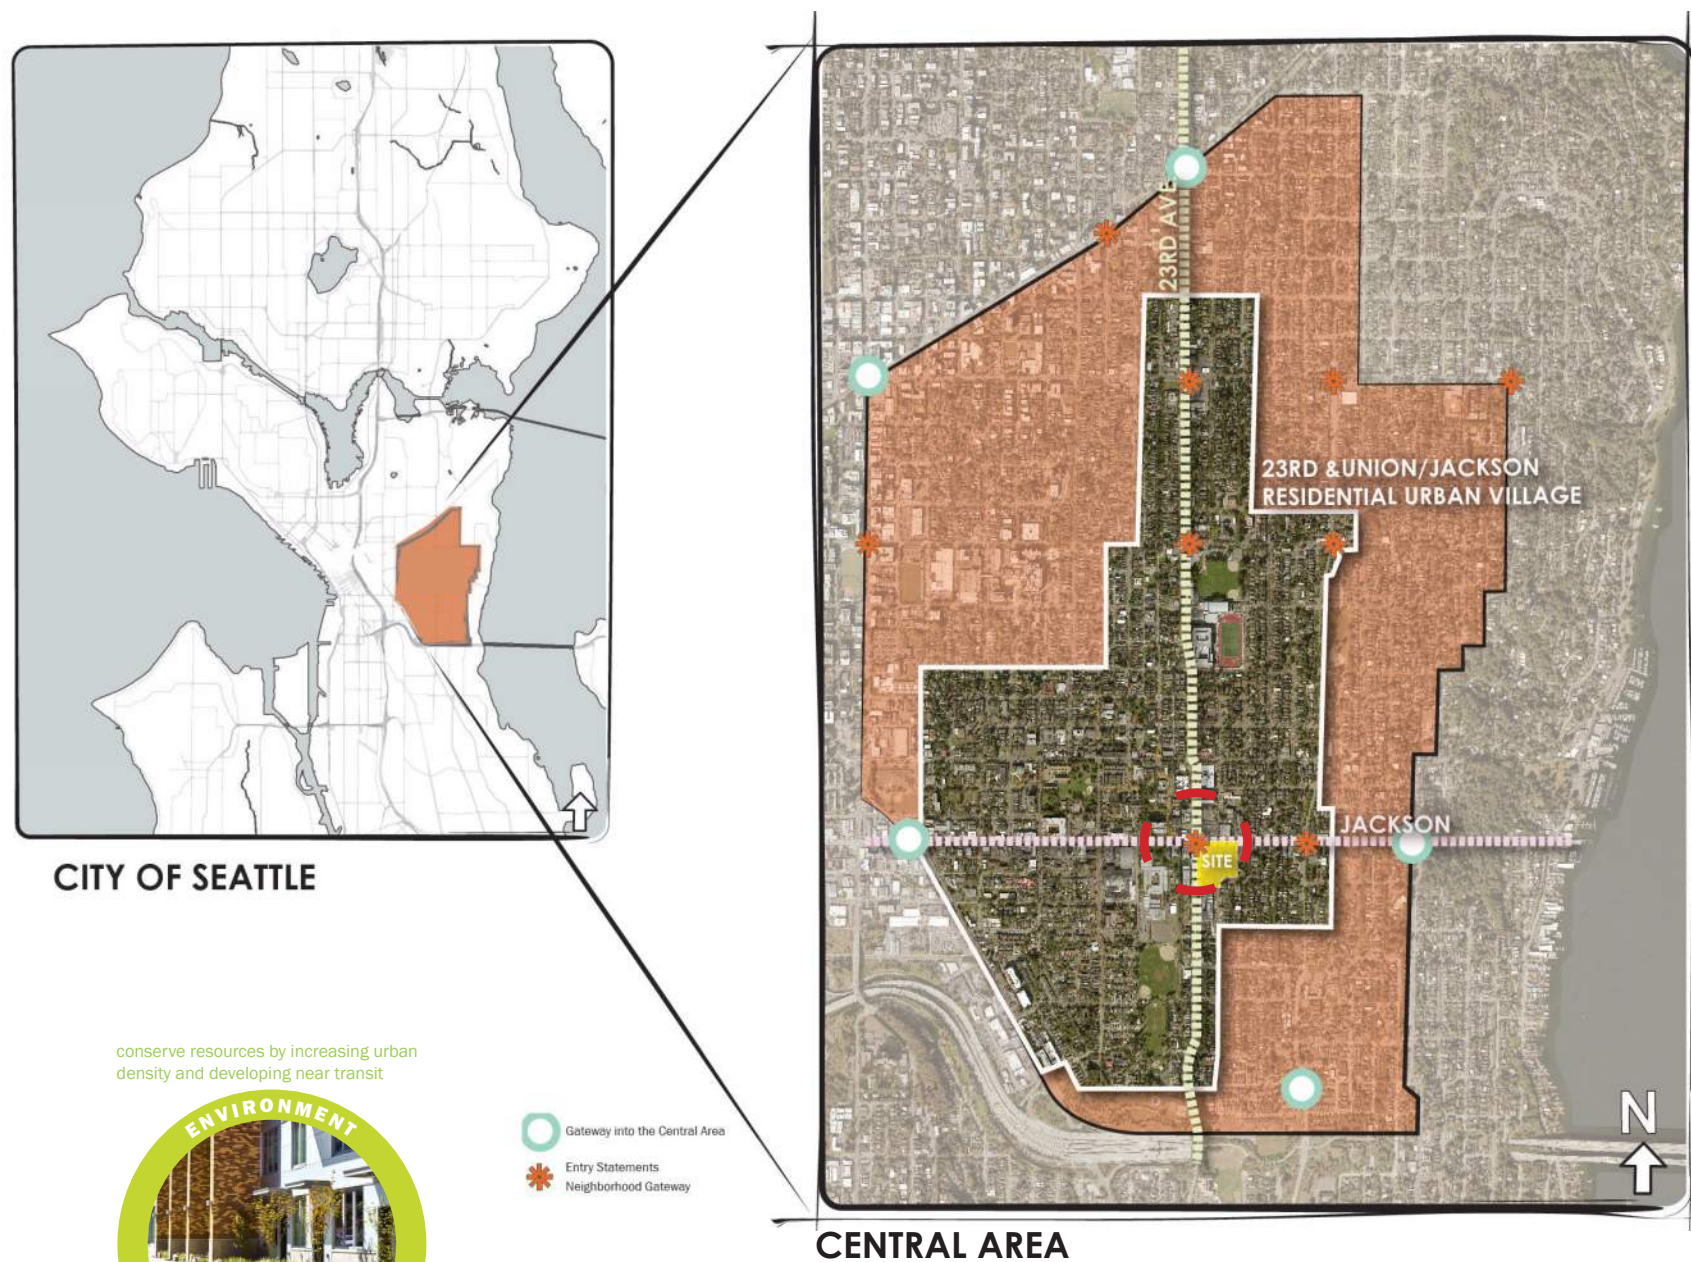 23RD AVE.
23RD &UNION/JACKSON
RESIDENTIAL URBAN VILLAGE
JACKSON
SITE
N
CITY OF SEATTLE
conserve resources by increasing urban
density and developing near transit
ENVIRONMENT
Gateway into the Central Area
Entry Statements
Neighborhood Gateway
CENTRAL AREA